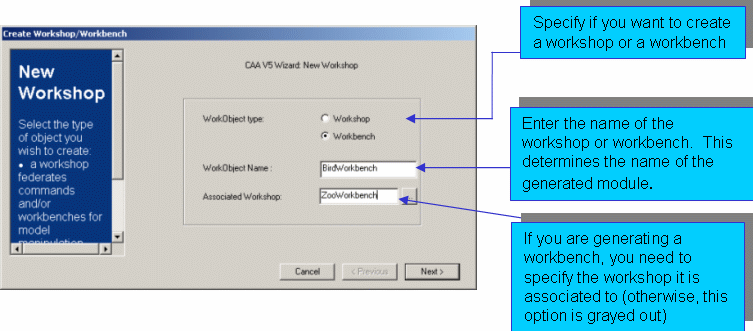 Create Workshop/Workbench
New
Workshop
Select the type
of object you
wish to create:
• a workshop
federates
commands
and/or
workbenches for
model
manipulation
CAA V5 Wizard: New Workshop
WorkObject type:
Workshop
Workbench
WorkObject Name :
BirdWorkbench
Associated Workshop:
ZooWorkbench
Cancel
< Previous
Next >
Specify if you want to create
a workshop or a workbench
Enter the name of the
workshop or workbench. This
determines the name of the
generated module.
If you are generating a
workbench, you need to
specify the workshop it is
associated to (otherwise, this
option is grayed out)